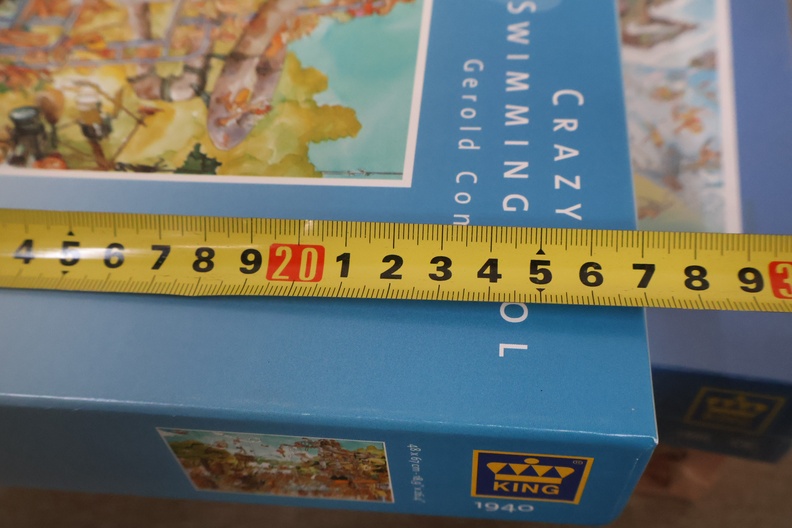 CRAZY
SWIMMING OL
Gerold Con
4 5 6 7 8 9 20 1 2 3 4 5 6 7 8 9 3
KING
1940
KING